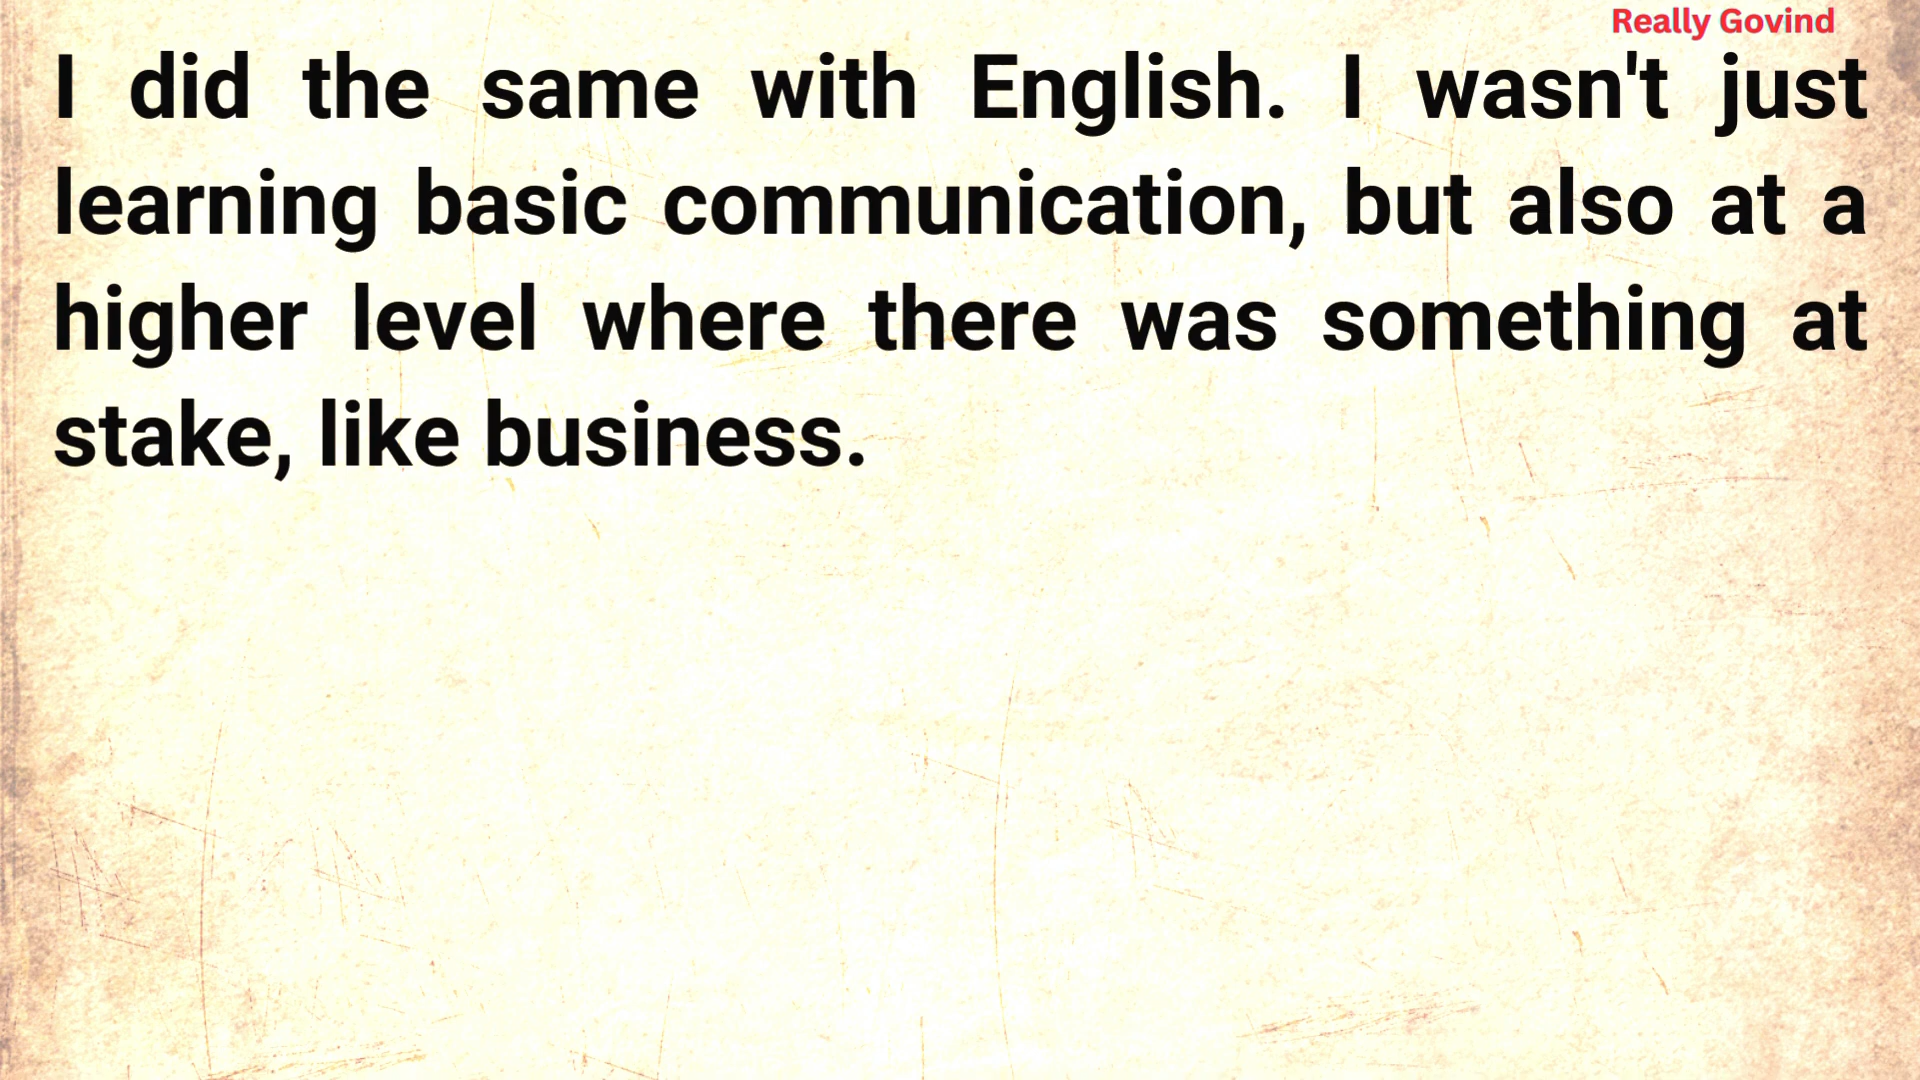 Really Govind
I did the same with English. I wasn't just
learning basic communication, but also at a
higher level where there was something at
stake, like business.